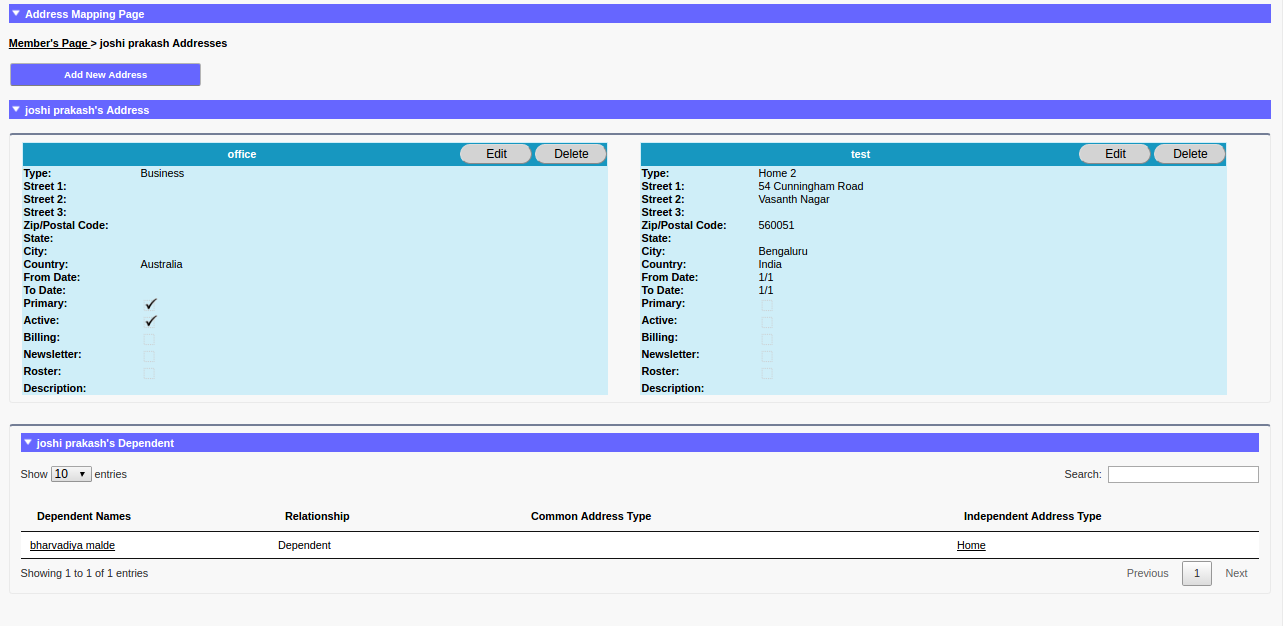 Address Mapping Page
Member's Page > joshi prakash Addresses
Add New Address
joshi prakash's Address
office Edit Delete
Type: Business
Street 1:
Street 2:
Street 3:
Zip/Postal Code:
State:
City:
Country: Australia
From Date:
To Date:
Primary:
Active:
Billing:
Newsletter:
Roster:
Description:
test Edit Delete
Type: Home 2
Street 1: 54 Cunningham Road
Street 2: Vasanth Nagar
Street 3:
Zip/Postal Code: 560051
State:
City: Bengaluru
Country: India
From Date: 1/1
To Date: 1/1
Primary:
Active:
Billing:
Newsletter:
Roster:
Description:
joshi prakash's Dependent
Show 10 entries Search:
Dependent Names Relationship Common Address Type Independent Address Type
bharvadiya malde Dependent Home
Showing 1 to 1 of 1 entries Previous 1 Next